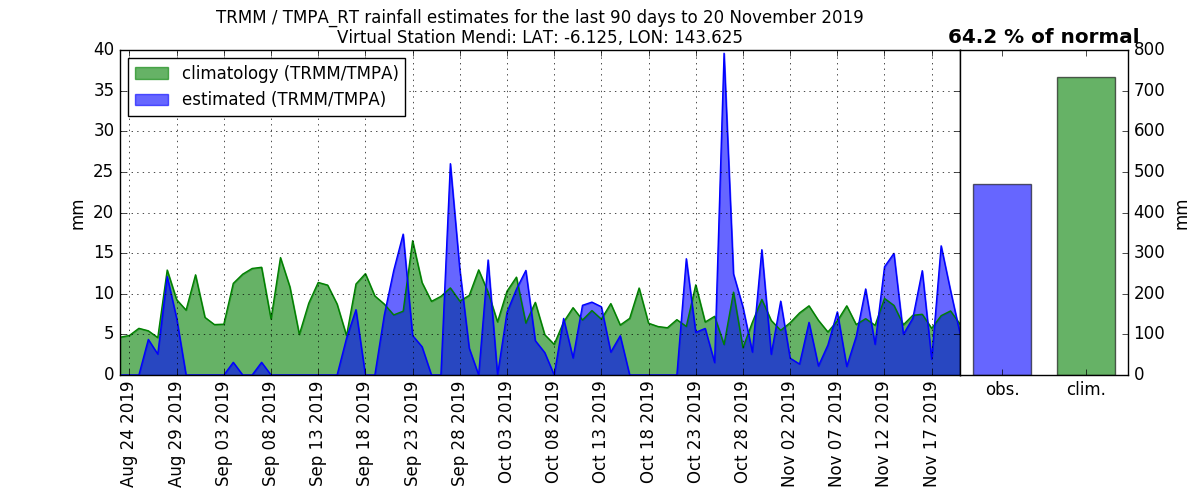 TRMM / TMPA_RT rainfall estimates for the last 90 days to 20 November 2019
Virtual Station Mendi: LAT: -6.125, LON: 143.625
64.2 % of normal
climatology (TRMM/TMPA)
estimated (TRMM/TMPA)
mm
40
35
30
25
20
15
10
5
0
Aug 24 2019
Aug 29 2019
Sep 03 2019
Sep 08 2019
Sep 13 2019
Sep 18 2019
Sep 23 2019
Sep 28 2019
Oct 03 2019
Oct 08 2019
Oct 13 2019
Oct 18 2019
Oct 23 2019
Oct 28 2019
Nov 02 2019
Nov 07 2019
Nov 12 2019
Nov 17 2019
800
700
600
500
400
300
200
100
0
mm
obs.
clim.